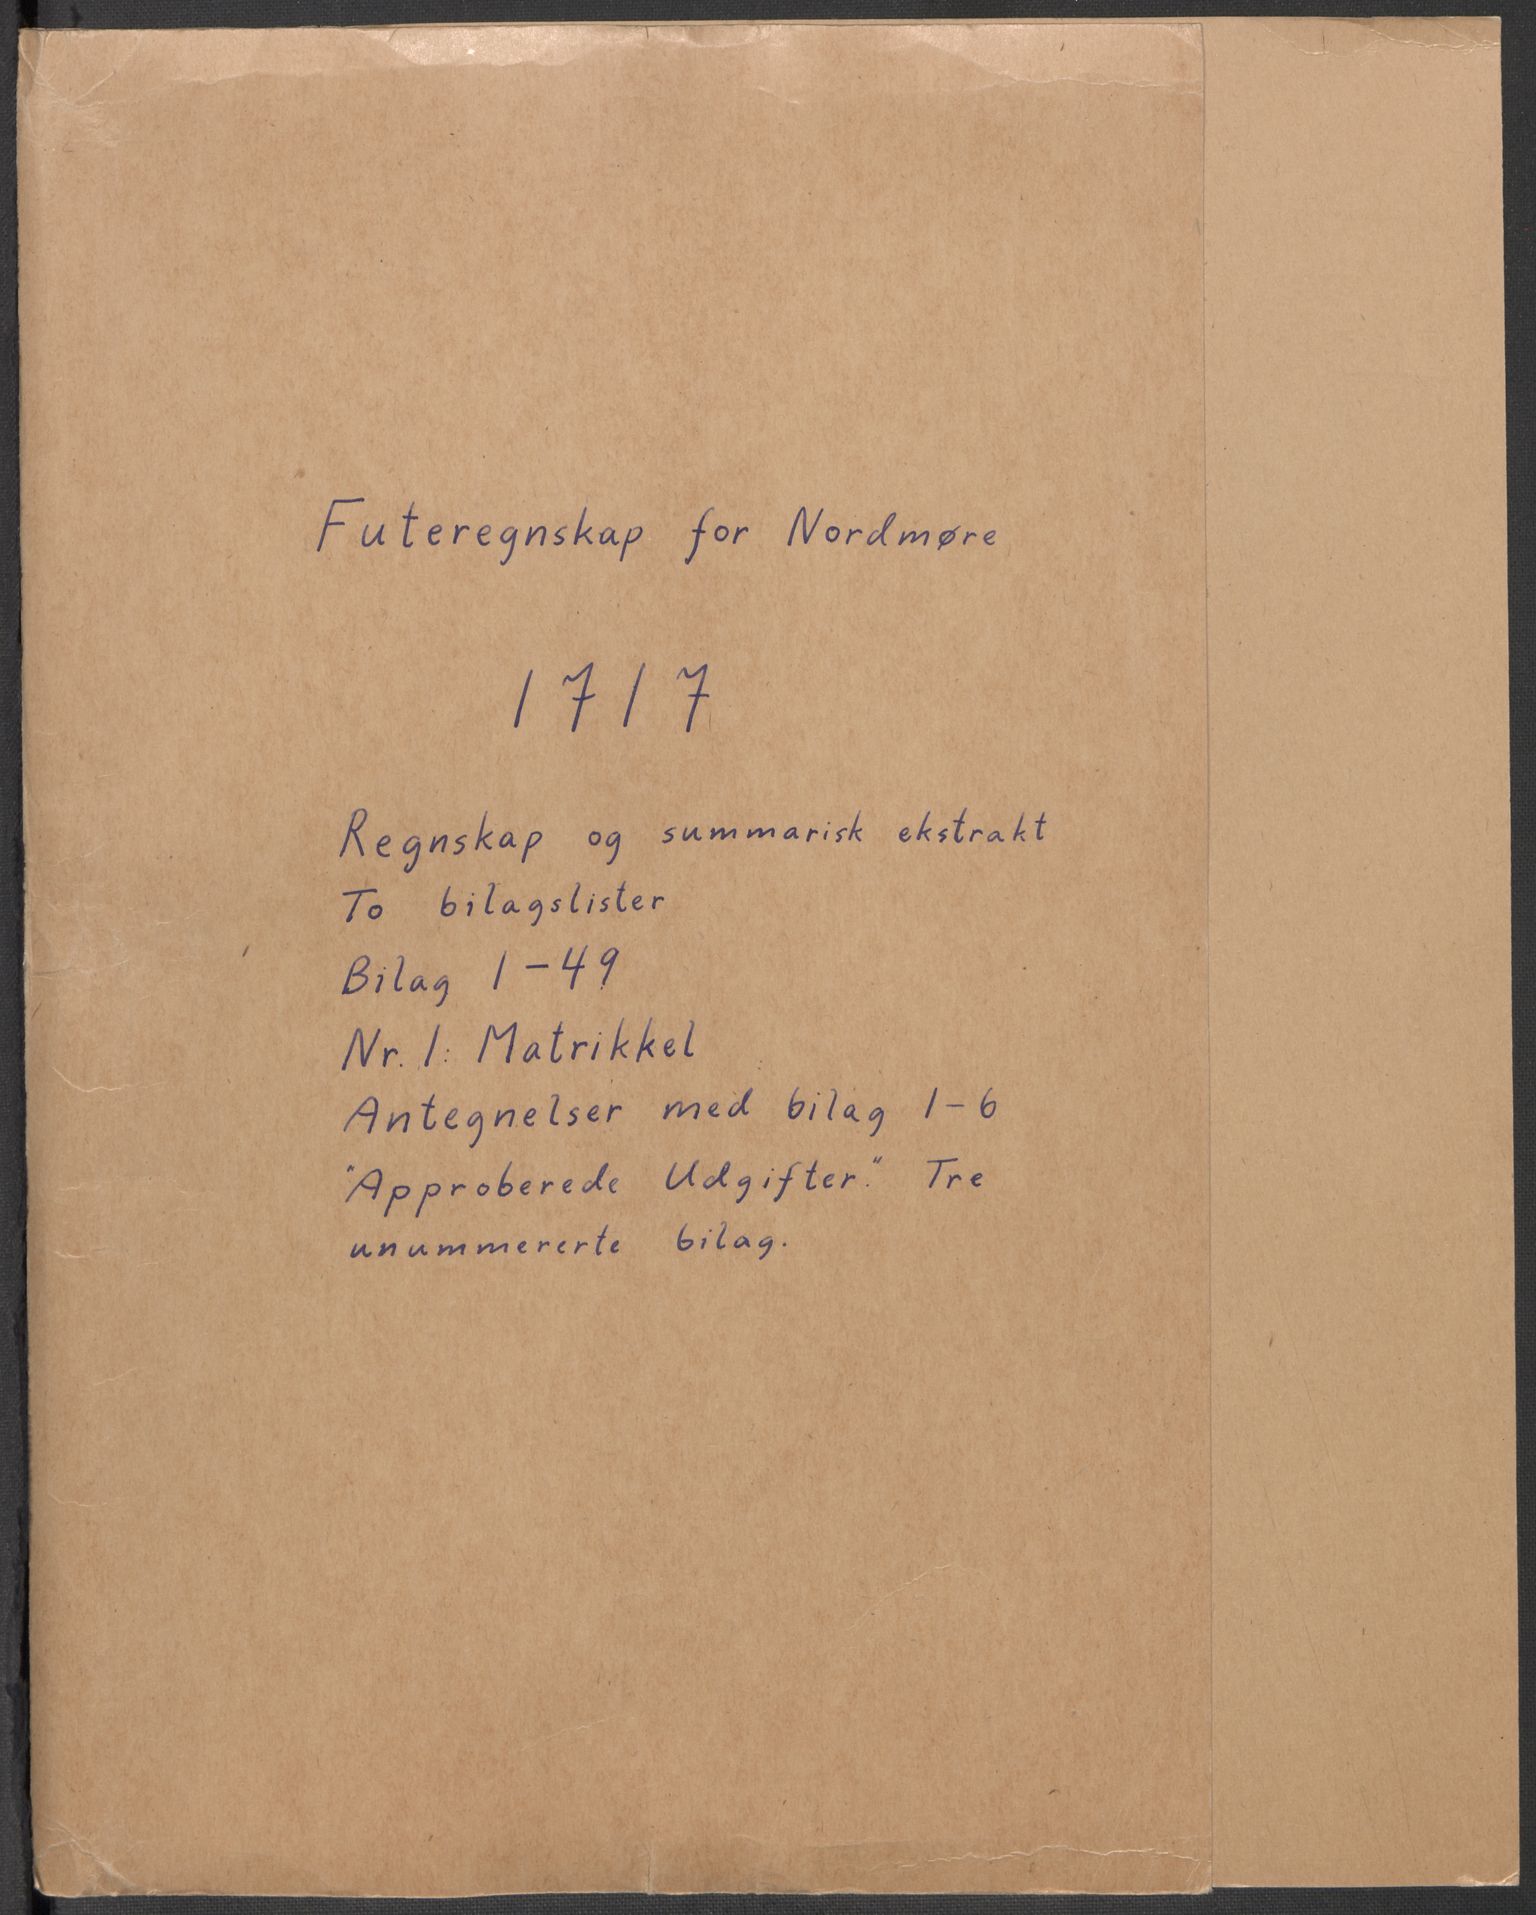 Futeregnskap for Nordmøre
1717
Regnskap og summarisk ekstrakt
To bilagslister
Bilag 1-49
Nr. 1: Matrikkel
Antegnelser med bilag 1-6
"Approberede Udgifter." Tre
unummererte bilag.